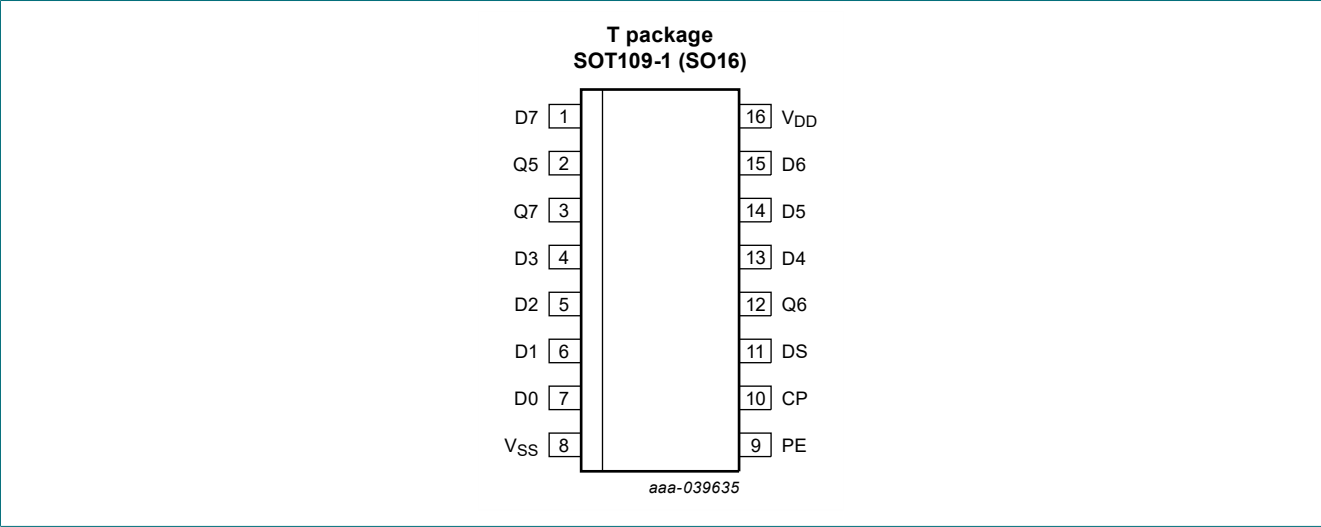 T package
SOT109-1 (SO16)
D7 1 16 VDD
Q5 2 15 D6
Q7 3 14 D5
D3 4 13 D4
D2 5 12 Q6
D1 6 11 DS
D0 7 10 CP
VSS 8 9 PE
aaa-039635